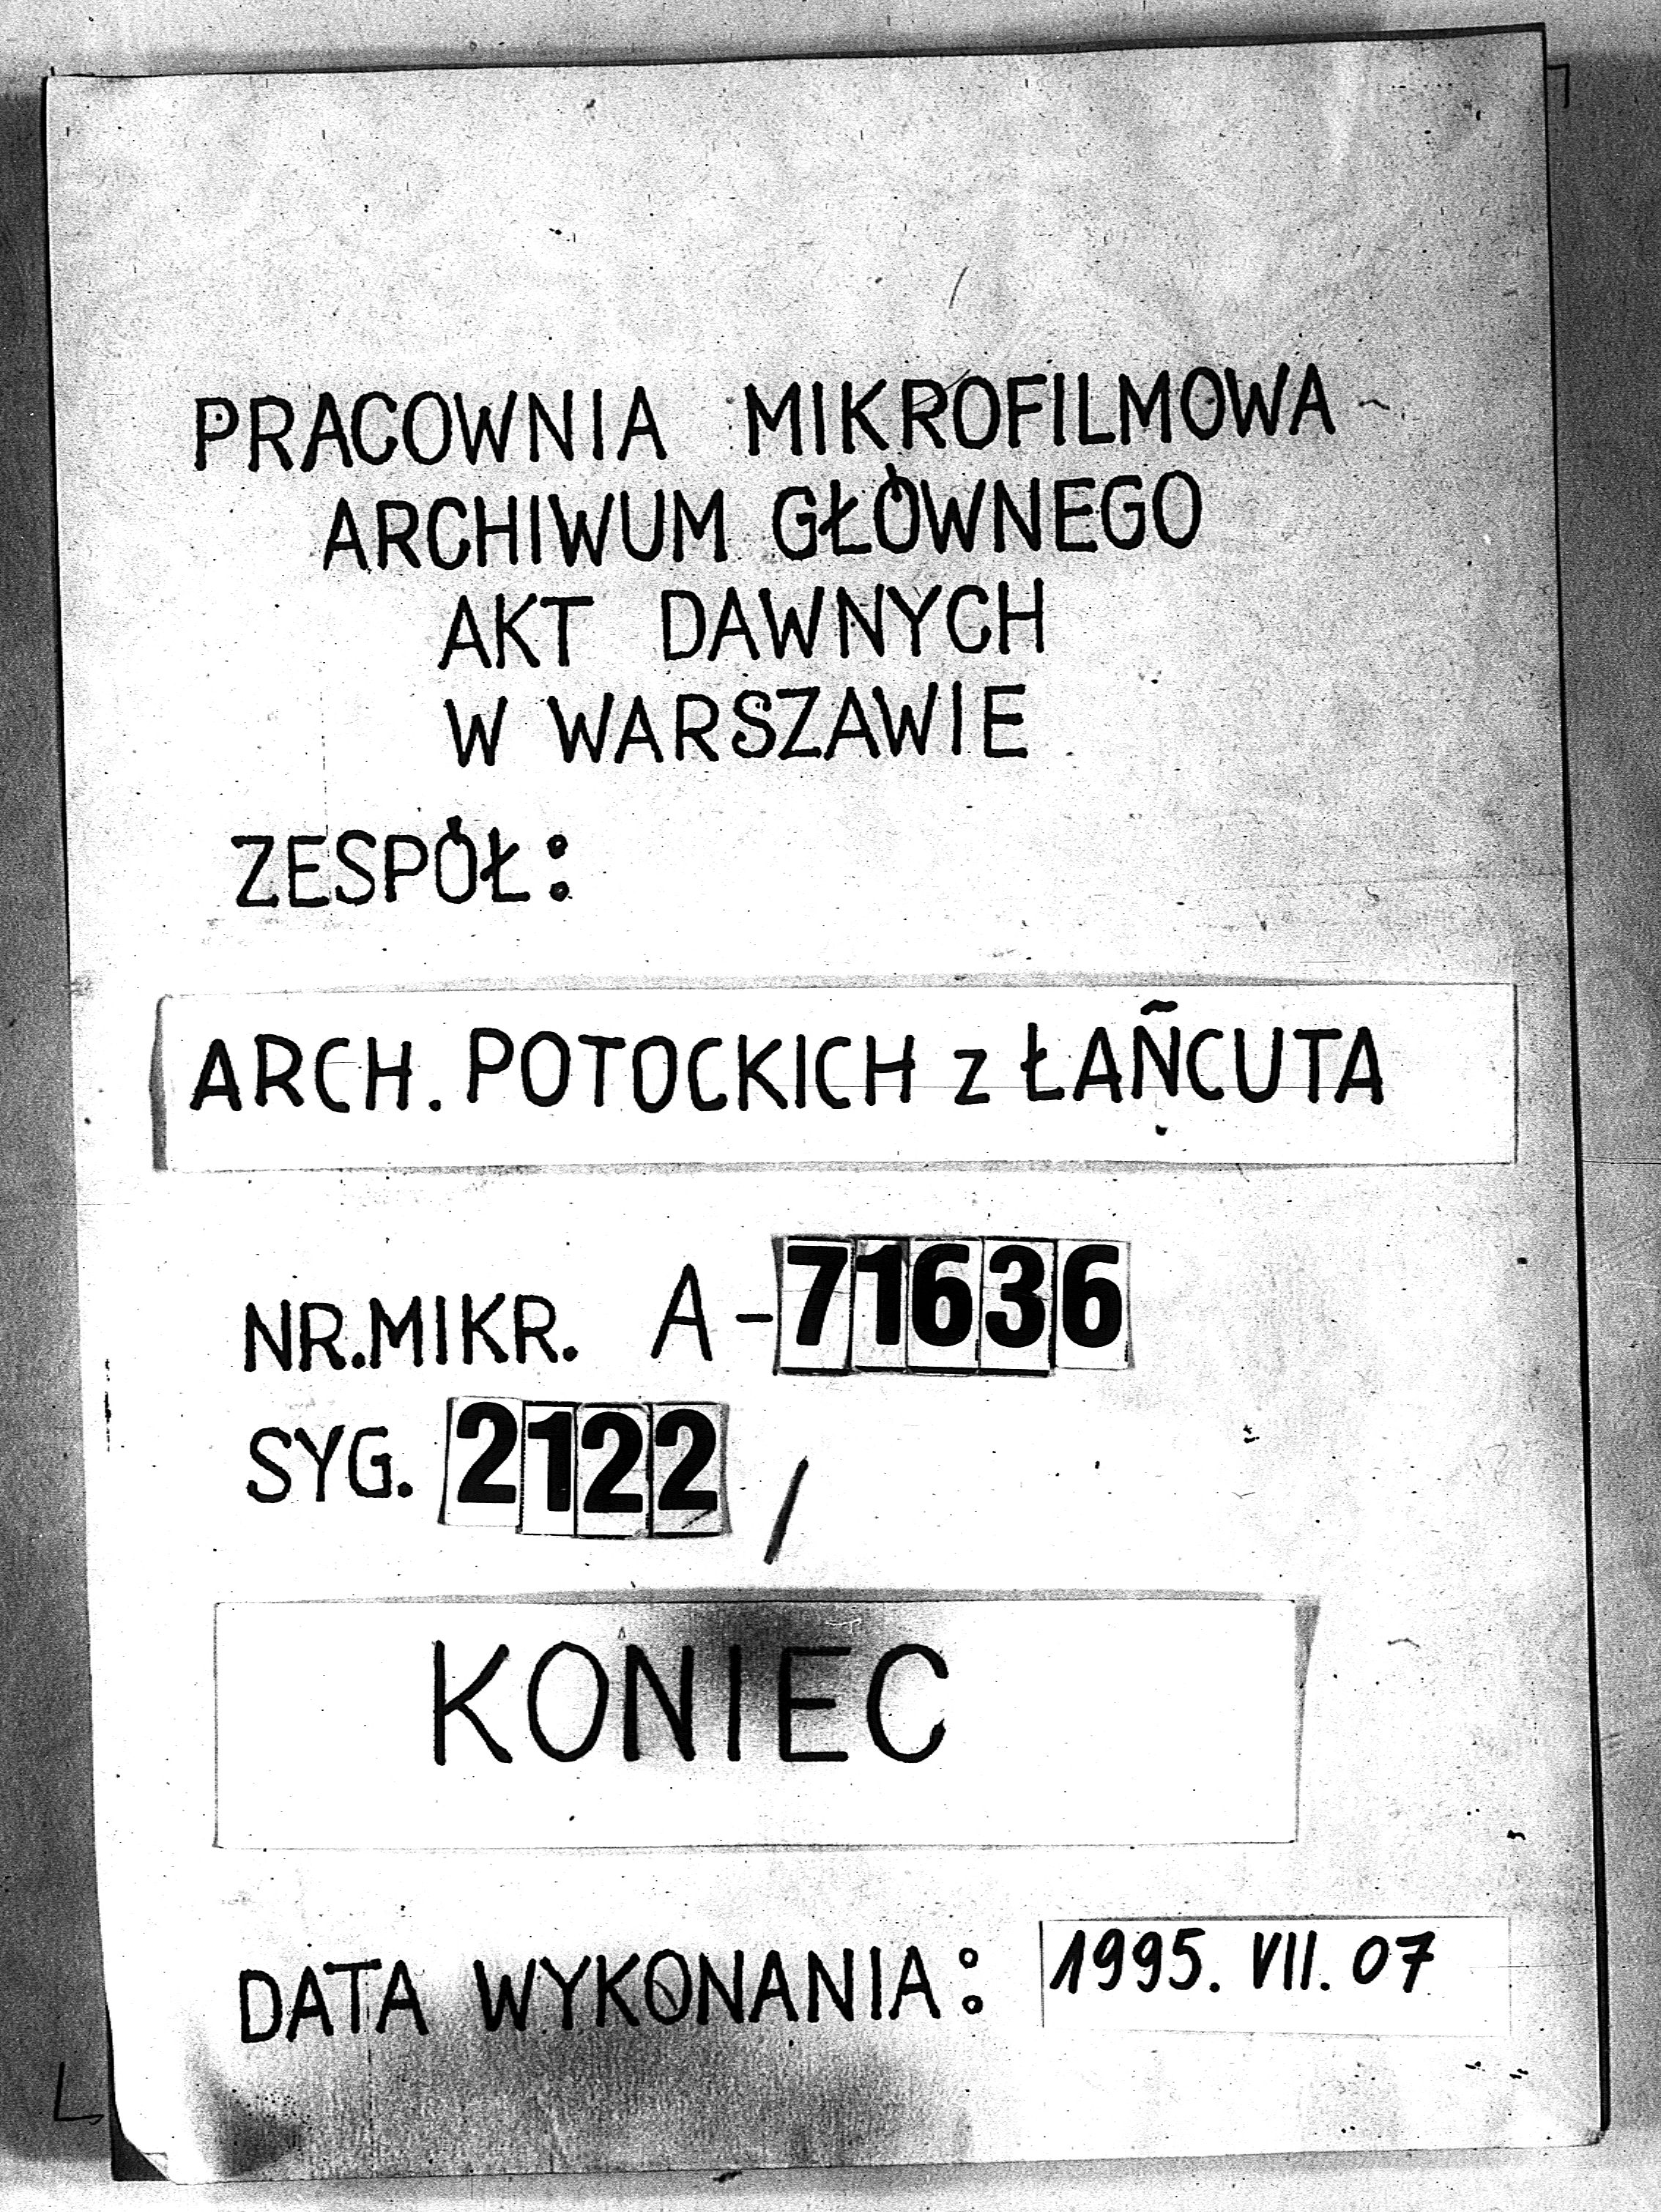 PRACOWNIA MIKROFILMOWA
ARCHIWUM GŁÓWNEGO
AKT DAWNYCH
W WARSZAWIE
ZESPÓŁ:
ARCH. POTOCKICH z ŁAŃCUTA
NR.MIKR. A-71636
SYG. 2122 /
KONIEC
DATA WYKONANIA: 1995. VII. 07